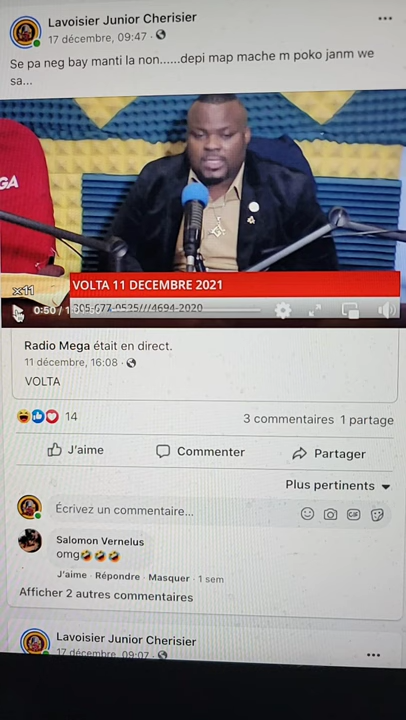 Lavoisier Junior Cherisier
17 décembre, 09:47 ·
Se pa neg bay manti la non......depi map mache m poko janm we
sa...
GA
VOLTA 11 DECEMBRE 2021
x11
0:50 / 1
305-677-0525///4694-2020
Radio Mega était en direct.
11 décembre, 16:08 ·
VOLTA
14
3 commentaires 1 partage
J'aime
Commenter
Partager
Plus pertinents
Écrivez un commentaire...
GIF
Salomon Vernelus
omg🤣🤣🤣
J'aime · Répondre · Masquer · 1 sem
Afficher 2 autres commentaires
Lavoisier Junior Cherisier
17 décembre, 09:07 ·